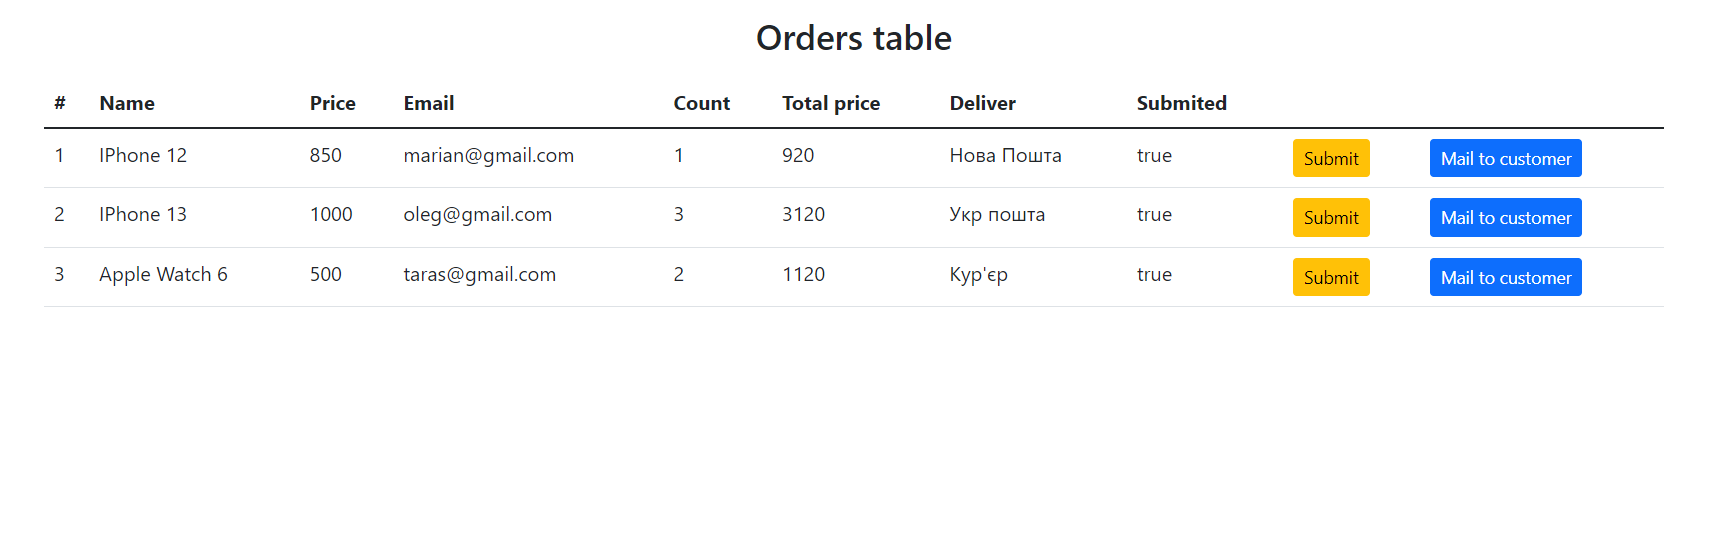 Orders table
# Name Price Email Count Total price Deliver Submited
1 IPhone 12 850 marian@gmail.com 1 920 Нова Пошта true Submit Mail to customer
2 IPhone 13 1000 oleg@gmail.com 3 3120 Укр пошта true Submit Mail to customer
3 Apple Watch 6 500 taras@gmail.com 2 1120 Кур'єр true Submit Mail to customer